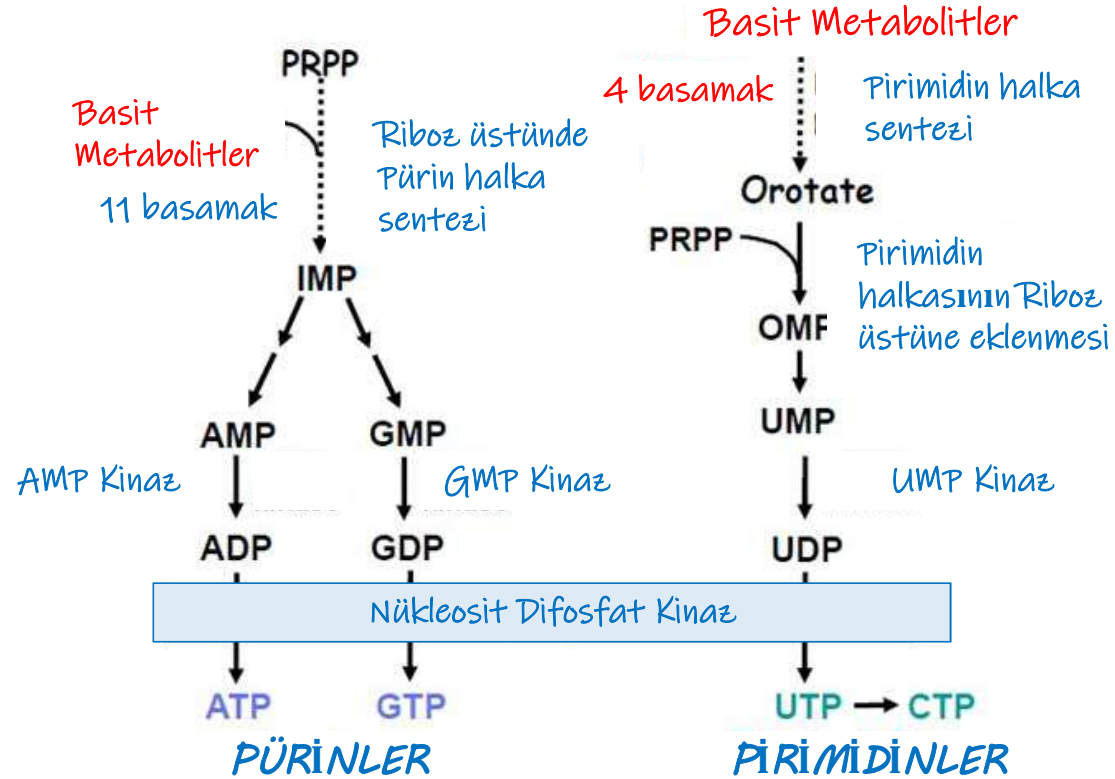 PRPP
Basit
Metabolitler
11 basamak
Riboz üstünde
Pürin halka
sentezi
IMP
AMP
GMP
AMP Kinaz
GMP Kinaz
ADP
GDP
Basit Metabolitler
4 basamak
Pirimidin halka
sentezi
Orotate
PRPP
Pirimidin
halkasının Riboz
üstüne eklenmesi
OMP
UMP
UMP Kinaz
UDP
Nükleosit Difosfat Kinaz
ATP
GTP
UTP
CTP
PÜRİNLER
PİRİMİDİNLER